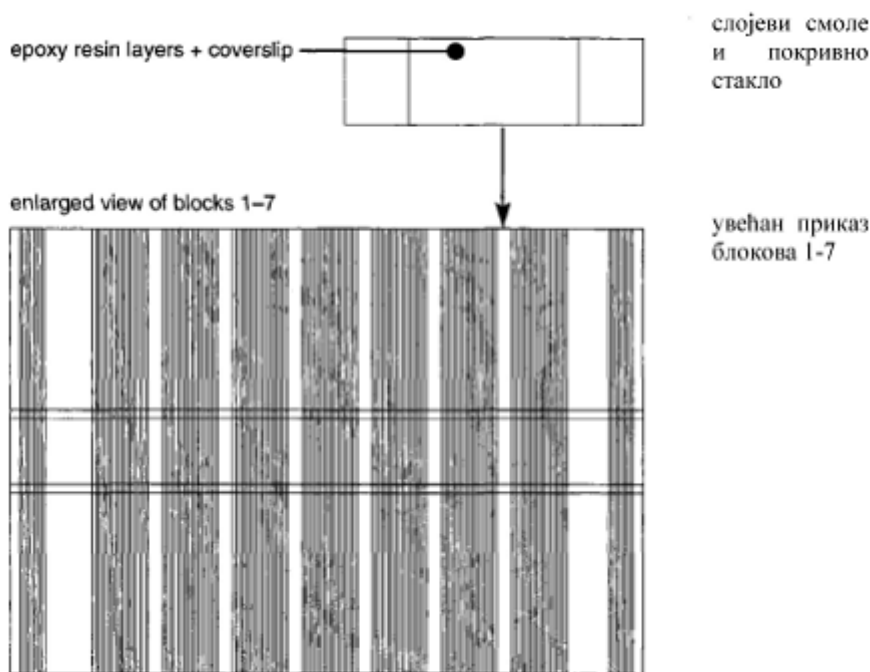 epoxy resin layers + coverslip
слојеви смоле
и покривно
стакло
enlarged view of blocks 1–7
увећан приказ
блокова 1-7